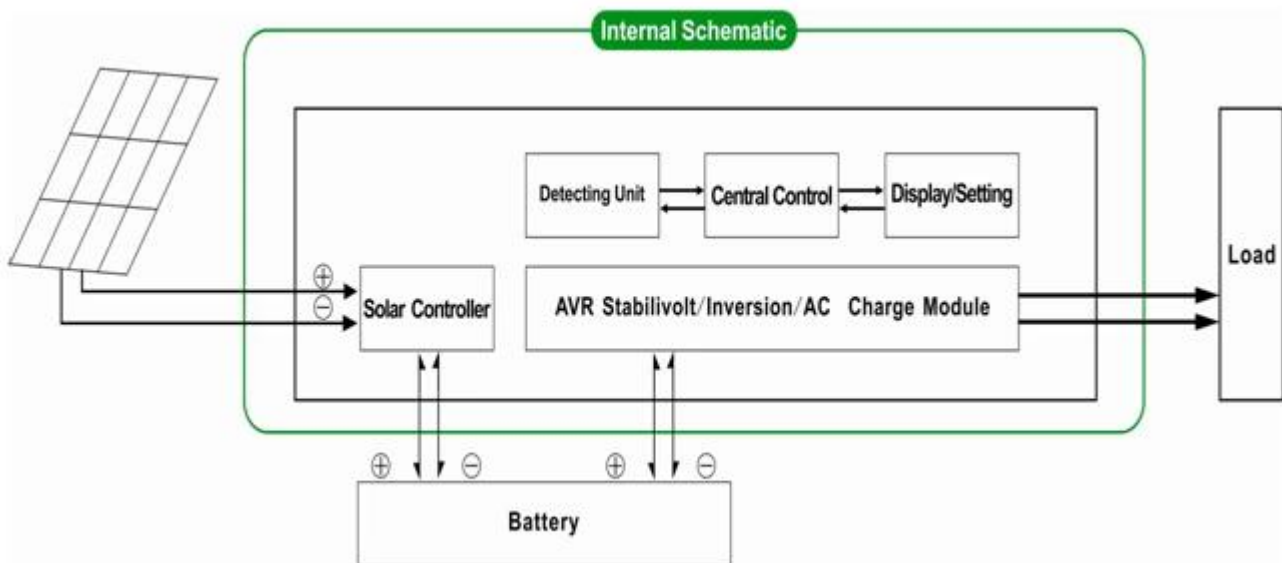 Internal Schematic
Detecting Unit
Central Control
Display/Setting
Load
⊕
⊖
Solar Controller
AVR Stabilivolt/Inversion/AC Charge Module
⊕ ⊖ ⊕ ⊖
Battery